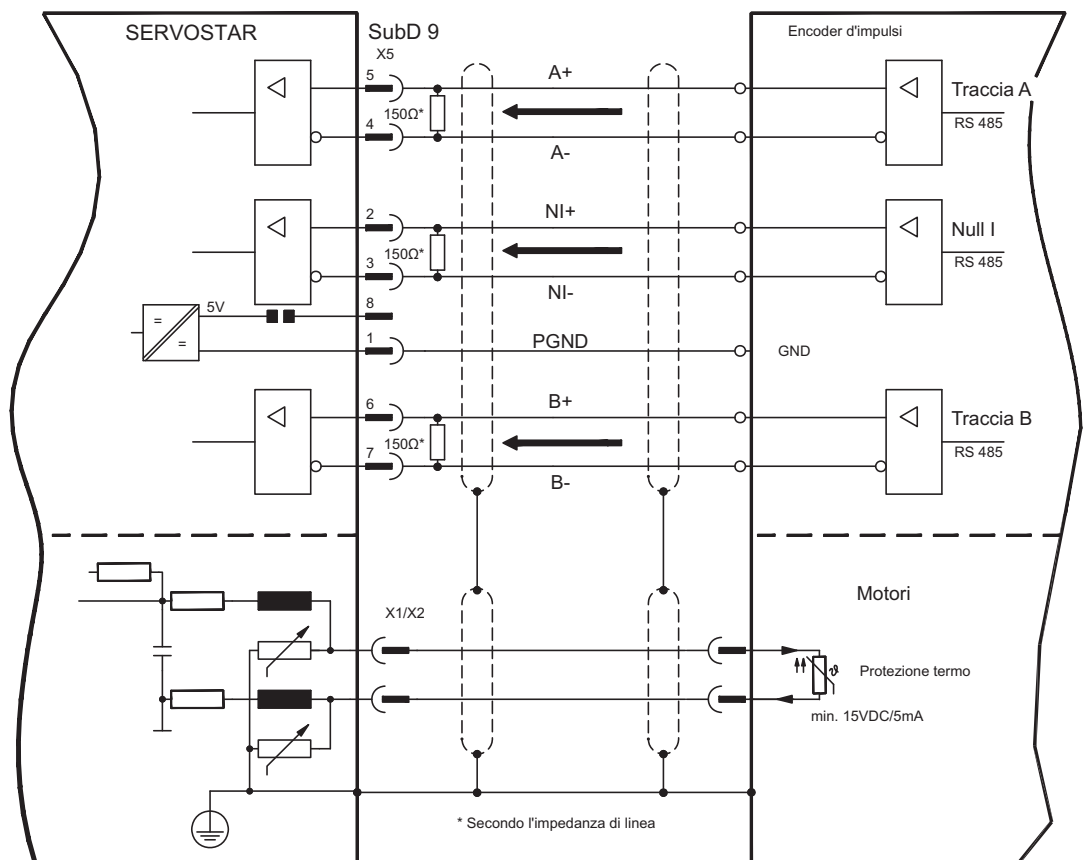 SERVOSTAR
SubD 9
Encoder d'impulsi
X5
5
A+
Traccia A
150Ω*
RS 485
4
A-
2
NI+
Null I
150Ω*
RS 485
3
NI-
5V
8
=
=
1
PGND
GND
6
B+
Traccia B
150Ω*
RS 485
7
B-
Motori
X1/X2
ϑ
Protezione termo
min. 15VDC/5mA
* Secondo l'impedanza di linea